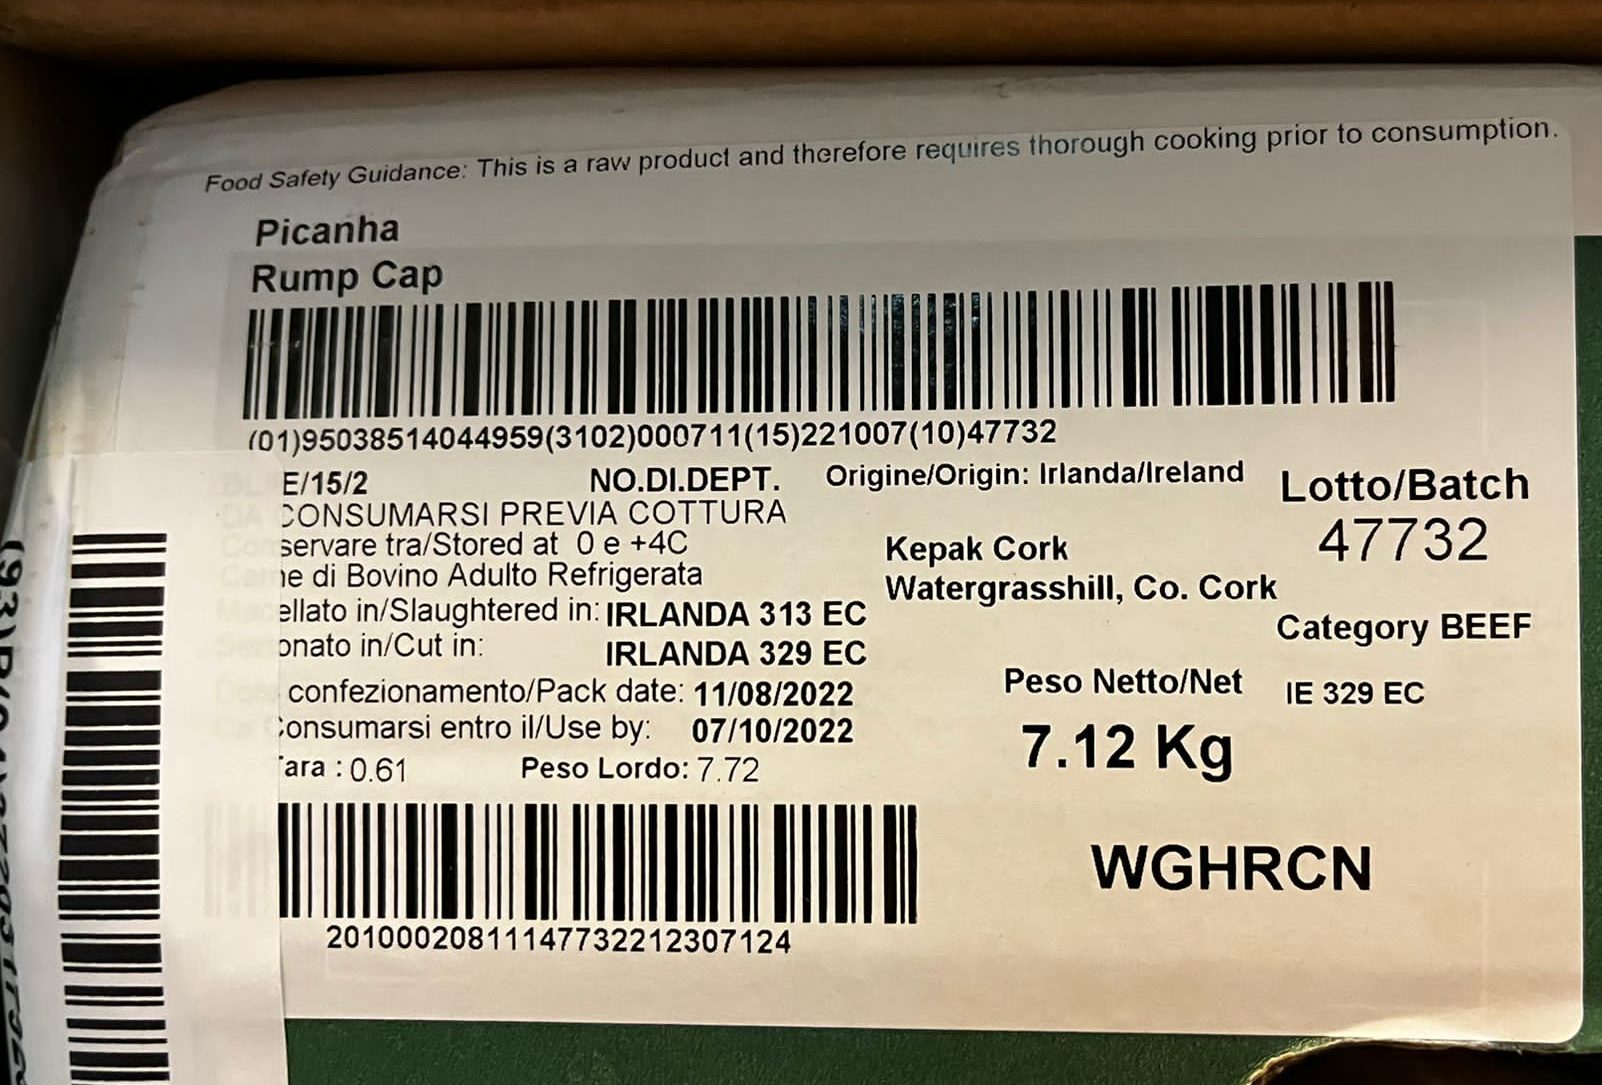 Food Safety Guidance: This is a raw product and therefore requires thorough cooking prior to consumption.
Picanha
Rump Cap
(01)95038514044959(3102)000711(15)221007(10)47732
E/15/2 NO.DI.DEPT. Origine/Origin: Irlanda/Ireland
Lotto/Batch
47732
CONSUMARSI PREVIA COTTURA
servare tra/Stored at 0 e +4C
ne di Bovino Adulto Refrigerata
ellato in/Slaughtered in: IRLANDA 313 EC
onato in/Cut in: IRLANDA 329 EC
confezionamento/Pack date: 11/08/2022
Consumarsi entro il/Use by: 07/10/2022
ara : 0.61 Peso Lordo: 7.72
Kepak Cork
Watergrasshill, Co. Cork
Category BEEF
Peso Netto/Net
IE 329 EC
7.12 Kg
WGHRCN
20100020811147732212307124